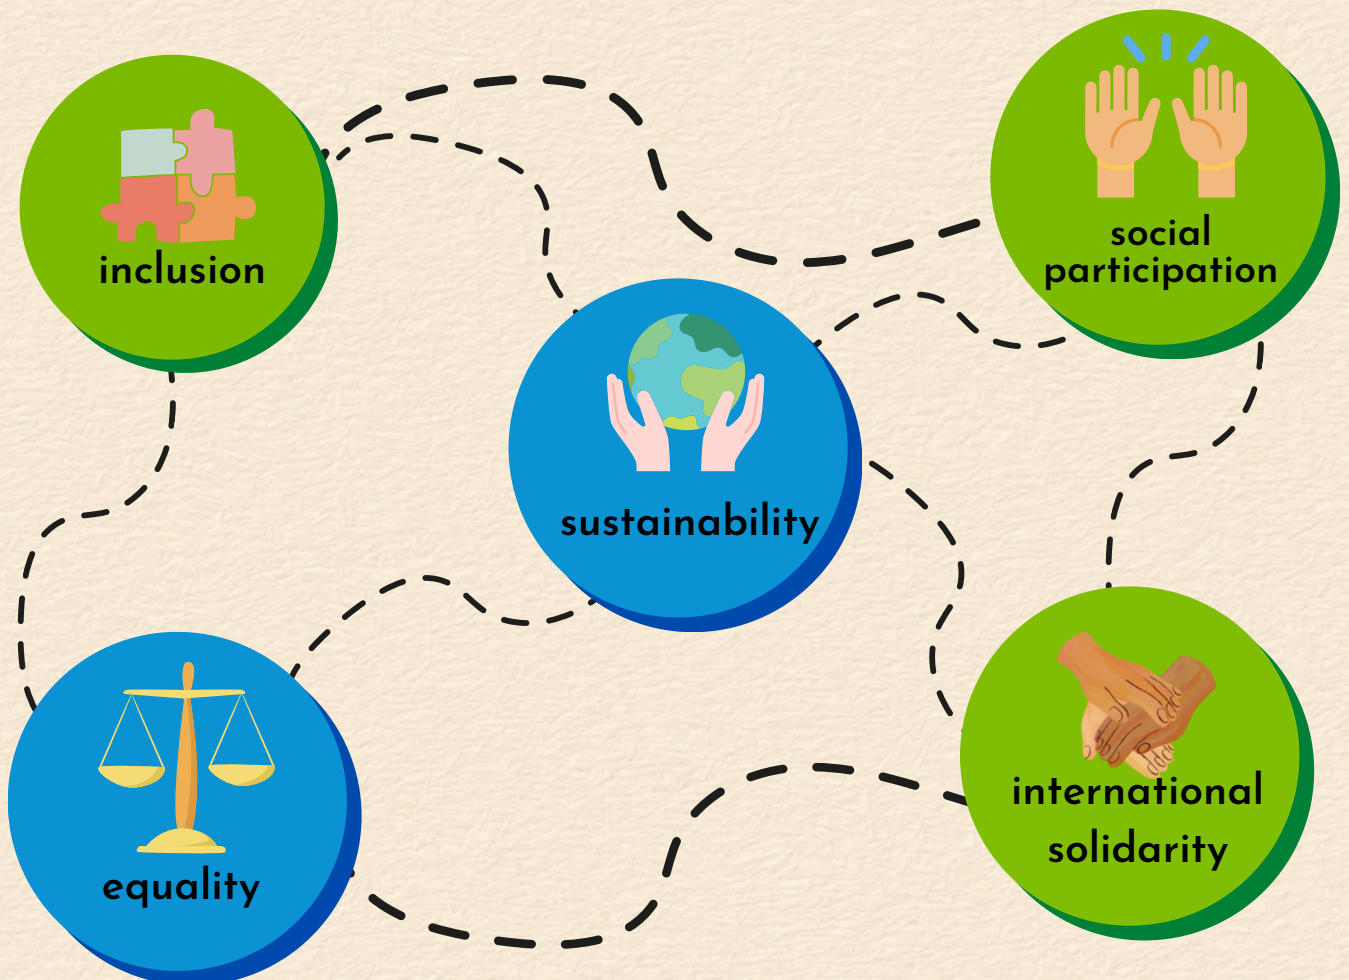 inclusion
social
participation
sustainability
equality
international
solidarity